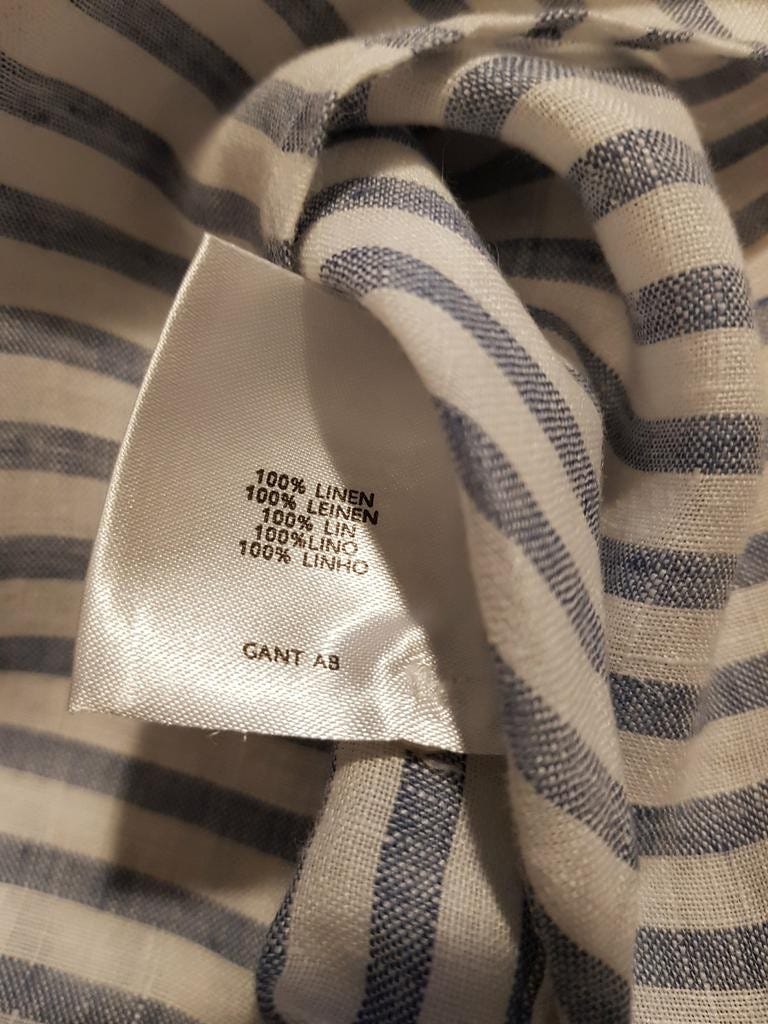 100% LINEN
100% LEINEN
100% LIN
100% LINO
100% LINHO
GANT AB